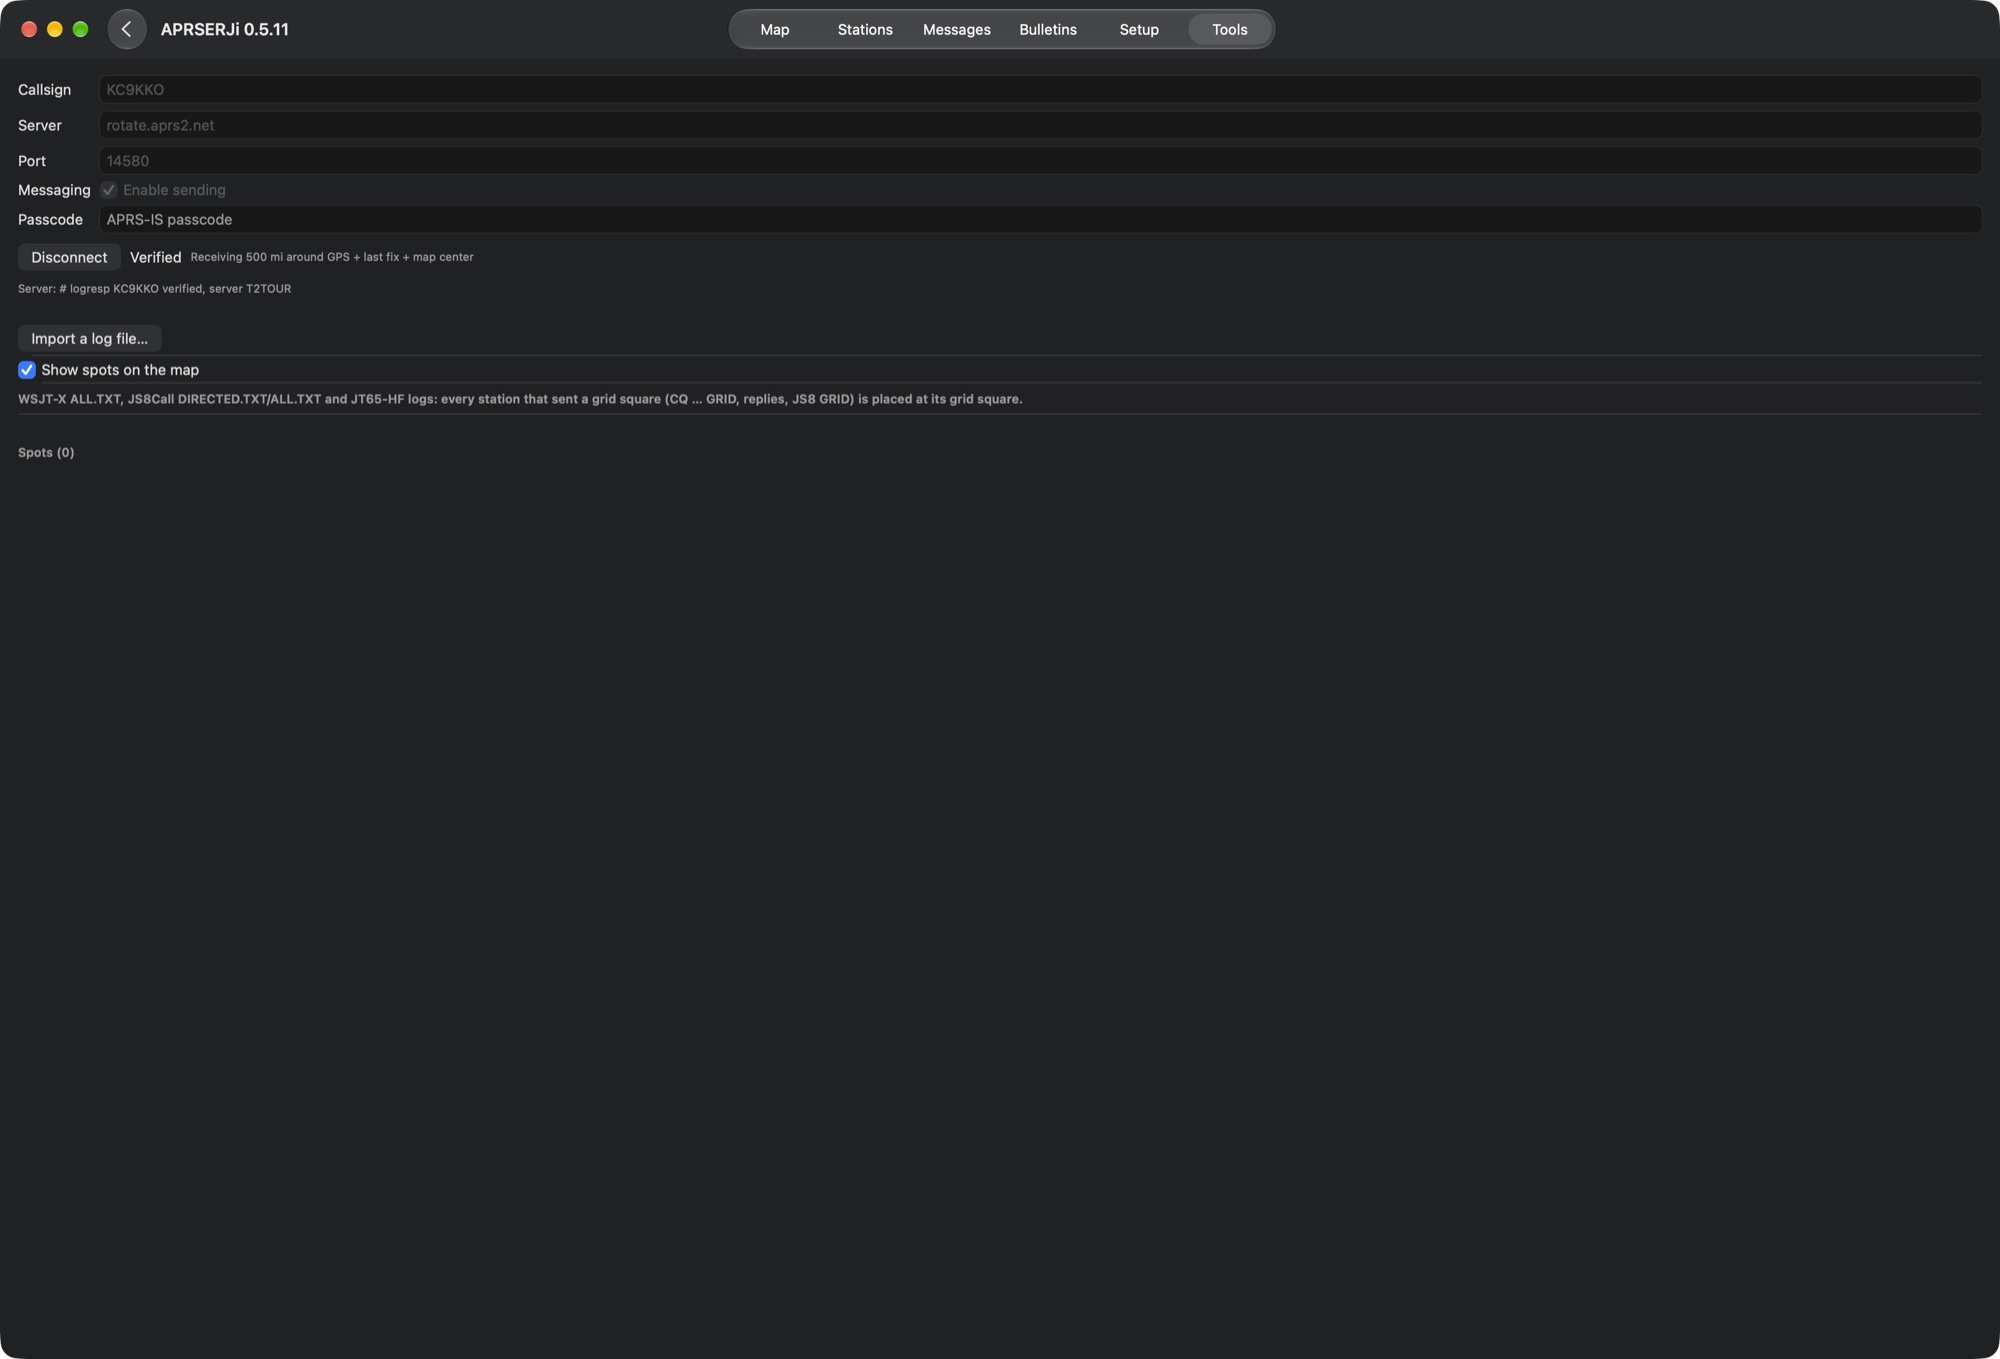 APRSERJi 0.5.11
Map Stations Messages Bulletins Setup Tools
Callsign KC9KKO
Server rotate.aprs2.net
Port 14580
Messaging Enable sending
Passcode APRS-IS passcode
Disconnect Verified Receiving 500 mi around GPS + last fix + map center
Server: # logresp KC9KKO verified, server T2TOUR
Import a log file...
Show spots on the map
WSJT-X ALL.TXT, JS8Call DIRECTED.TXT/ALL.TXT and JT65-HF logs: every station that sent a grid square (CQ ... GRID, replies, JS8 GRID) is placed at its grid square.
Spots (0)